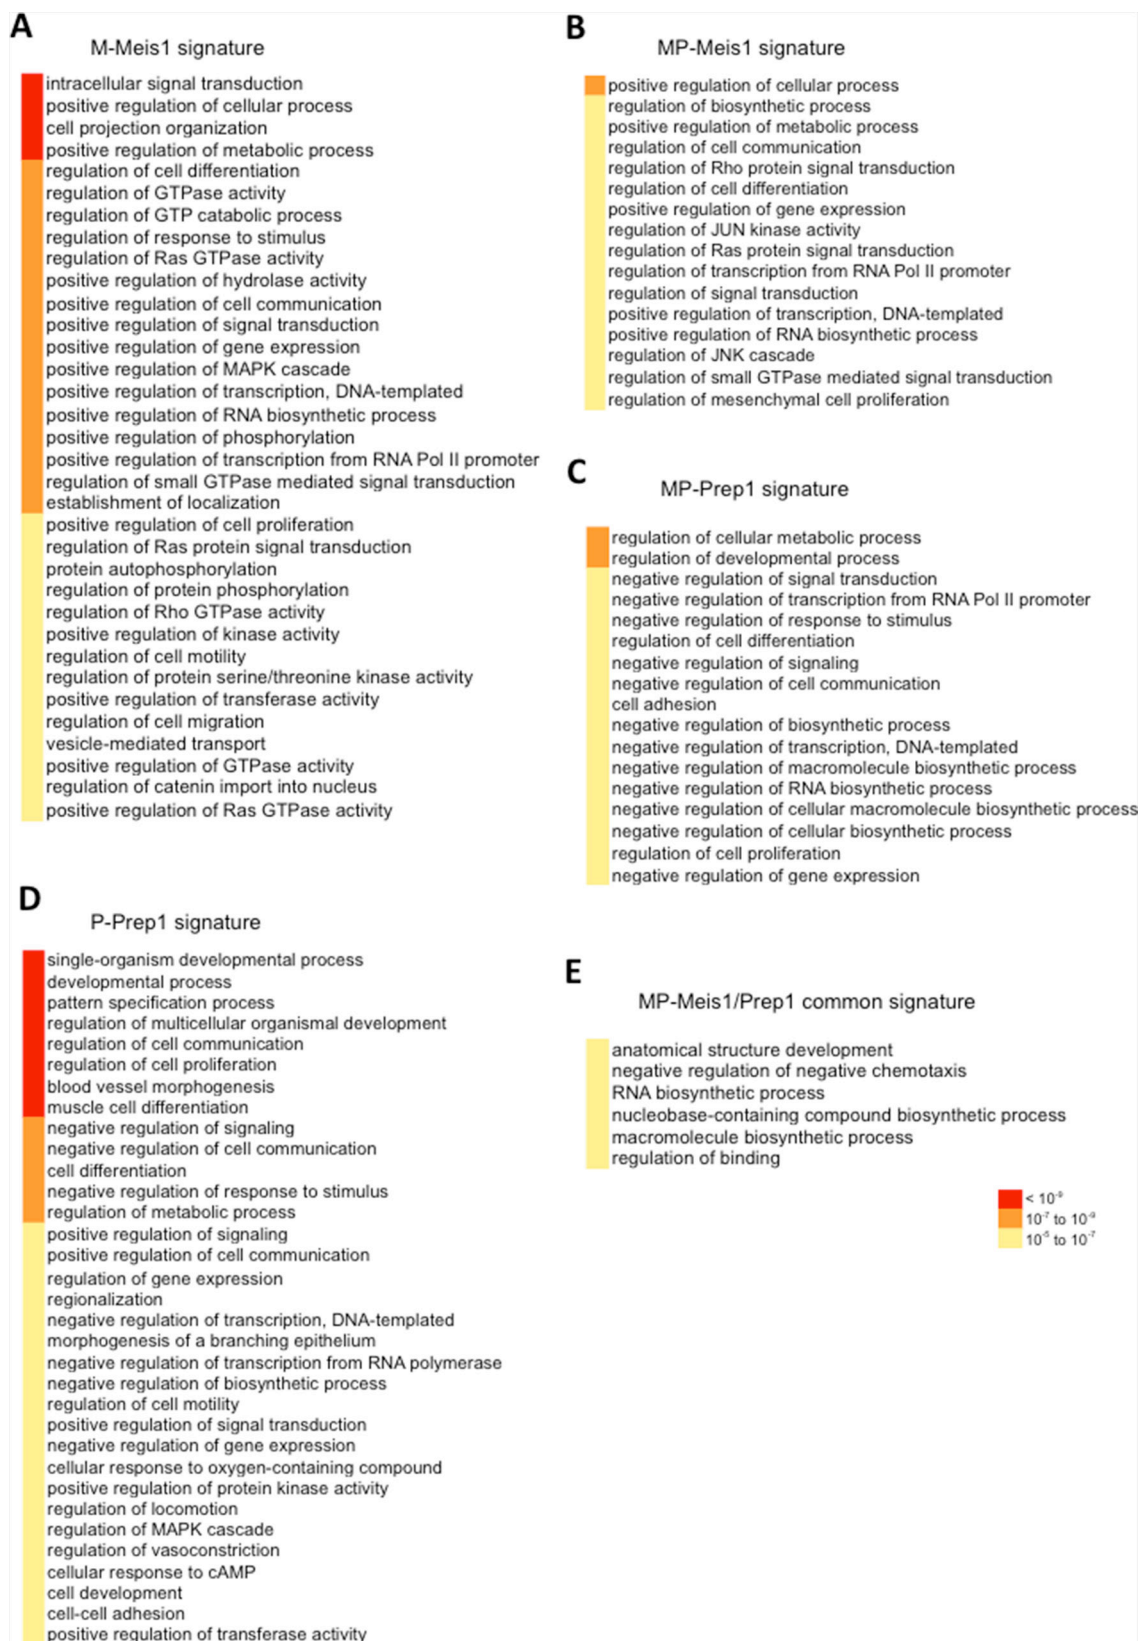 A
M-Meis1 signature
intracellular signal transduction
positive regulation of cellular process
cell projection organization
positive regulation of metabolic process
regulation of cell differentiation
regulation of GTPase activity
regulation of GTP catabolic process
regulation of response to stimulus
regulation of Ras GTPase activity
positive regulation of hydrolase activity
positive regulation of cell communication
positive regulation of signal transduction
positive regulation of gene expression
positive regulation of MAPK cascade
positive regulation of transcription, DNA-templated
positive regulation of RNA biosynthetic process
positive regulation of phosphorylation
positive regulation of transcription from RNA Pol II promoter
regulation of small GTPase mediated signal transduction
establishment of localization
positive regulation of cell proliferation
regulation of Ras protein signal transduction
protein autophosphorylation
regulation of protein phosphorylation
regulation of Rho GTPase activity
positive regulation of kinase activity
regulation of cell motility
regulation of protein serine/threonine kinase activity
positive regulation of transferase activity
regulation of cell migration
vesicle-mediated transport
positive regulation of GTPase activity
regulation of catenin import into nucleus
positive regulation of Ras GTPase activity
B
MP-Meis1 signature
positive regulation of cellular process
regulation of biosynthetic process
positive regulation of metabolic process
regulation of cell communication
regulation of Rho protein signal transduction
regulation of cell differentiation
positive regulation of gene expression
regulation of JUN kinase activity
regulation of Ras protein signal transduction
regulation of transcription from RNA Pol II promoter
regulation of signal transduction
positive regulation of transcription, DNA-templated
positive regulation of RNA biosynthetic process
regulation of JNK cascade
regulation of small GTPase mediated signal transduction
regulation of mesenchymal cell proliferation
C
MP-Prep1 signature
regulation of cellular metabolic process
regulation of developmental process
negative regulation of signal transduction
negative regulation of transcription from RNA Pol II promoter
negative regulation of response to stimulus
regulation of cell differentiation
negative regulation of signaling
negative regulation of cell communication
cell adhesion
negative regulation of biosynthetic process
negative regulation of transcription, DNA-templated
negative regulation of macromolecule biosynthetic process
negative regulation of RNA biosynthetic process
negative regulation of cellular macromolecule biosynthetic process
negative regulation of cellular biosynthetic process
regulation of cell proliferation
negative regulation of gene expression
D
P-Prep1 signature
single-organism developmental process
developmental process
pattern specification process
regulation of multicellular organismal development
regulation of cell communication
regulation of cell proliferation
blood vessel morphogenesis
muscle cell differentiation
negative regulation of signaling
negative regulation of cell communication
cell differentiation
negative regulation of response to stimulus
regulation of metabolic process
positive regulation of signaling
positive regulation of cell communication
regulation of gene expression
regionalization
negative regulation of transcription, DNA-templated
morphogenesis of a branching epithelium
negative regulation of transcription from RNA polymerase
negative regulation of biosynthetic process
regulation of cell motility
positive regulation of signal transduction
negative regulation of gene expression
cellular response to oxygen-containing compound
positive regulation of protein kinase activity
regulation of locomotion
regulation of MAPK cascade
regulation of vasoconstriction
cellular response to cAMP
cell development
cell-cell adhesion
positive regulation of transferase activity
E
MP-Meis1/Prep1 common signature
anatomical structure development
negative regulation of negative chemotaxis
RNA biosynthetic process
nucleobase-containing compound biosynthetic process
macromolecule biosynthetic process
regulation of binding
< 10⁻⁹
10⁻⁷ to 10⁻⁹
10⁻⁵ to 10⁻⁷